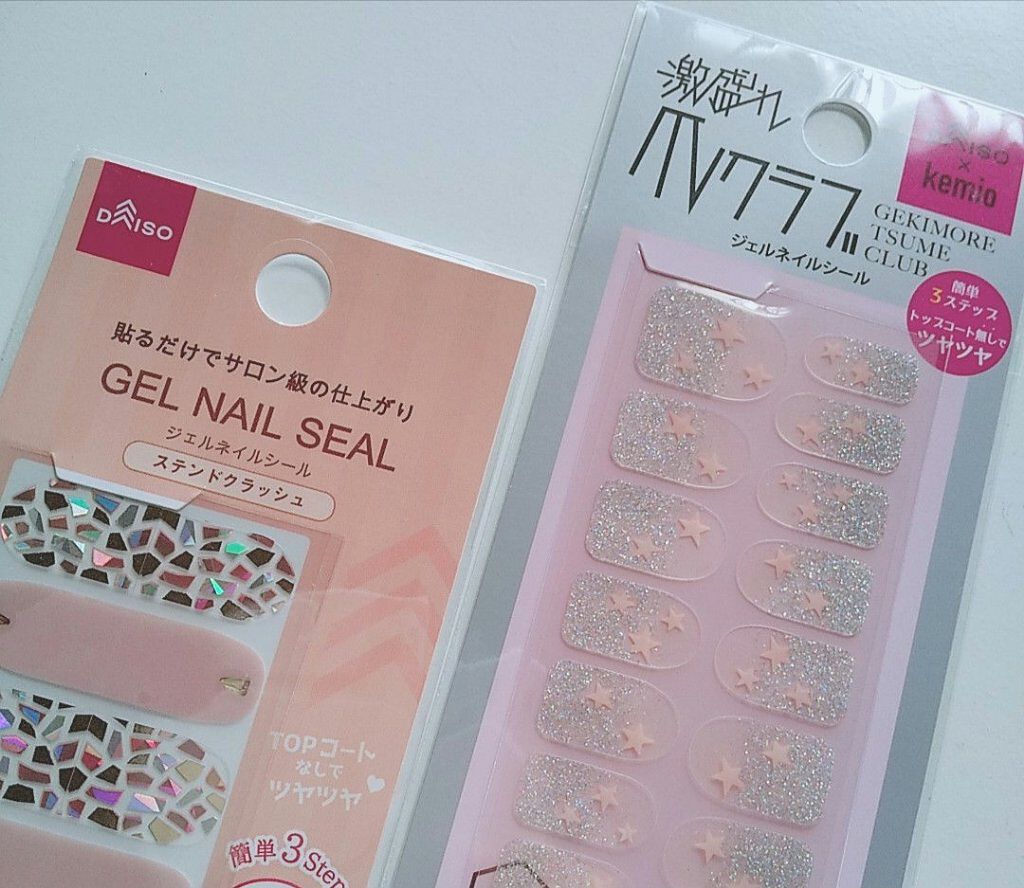 DAISO
貼るだけでサロン級の仕上がり
GEL NAIL SEAL
ジェルネイルシール
ステンドクラッシュ
TOPコート
なしで
ツヤツヤ
簡単3Step
激盛れ
爪クラブ
GEKIMORE
TSUME
CLUB
ジェルネイルシール
DAISO
×
kemio
簡単
3ステップ
トップコート無しで
ツヤツヤ